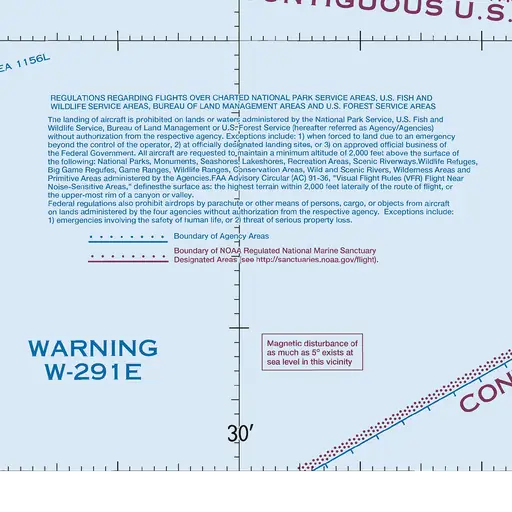 CONTIGUOUS U.S.
EA 1156L
REGULATIONS REGARDING FLIGHTS OVER CHARTED NATIONAL PARK SERVICE AREAS, U.S. FISH AND
WILDLIFE SERVICE AREAS, BUREAU OF LAND MANAGEMENT AREAS AND U.S. FOREST SERVICE AREAS
The landing of aircraft is prohibited on lands or waters administered by the National Park Service, U.S. Fish and
Wildlife Service, Bureau of Land Management or U.S. Forest Service (hereafter referred as Agency/Agencies)
without authorization from the respective agency. Exceptions include: 1) when forced to land due to an emergency
beyond the control of the operator, 2) at officially designated landing sites, or 3) on approved official business of
the Federal Government. All aircraft are requested to maintain a minimum altitude of 2,000 feet above the surface of
the following: National Parks, Monuments, Seashores, Lakeshores, Recreation Areas, Scenic Riverways.Wildlife Refuges,
Big Game Regufes, Game Ranges, Wildlife Ranges, Conservation Areas, Wild and Scenic Rivers, Wilderness Areas and
Primitive Areas administered by the Agencies.FAA Advisory Circular (AC) 91-36, "Visual Flight Rules (VFR) Flight Near
Noise-Sensitive Areas," definesthe surface as: the highest terrain within 2,000 feet laterally of the route of flight, or
the upper-most rim of a canyon or valley.
Federal regulations also prohibit airdrops by parachute or other means of persons, cargo, or objects from aircraft
on lands administered by the four agencies without authorization from the respective agency. Exceptions include:
1) emergencies involving the safety of human life, or 2) threat of serious property loss.
Boundary of Agency Areas
Boundary of NOAA Regulated National Marine Sanctuary
Designated Areas (see http://sanctuaries.noaa.gov/flight).
WARNING
W-291E
Magnetic disturbance of
as much as 5° exists at
sea level in this vicinity
CON
30'